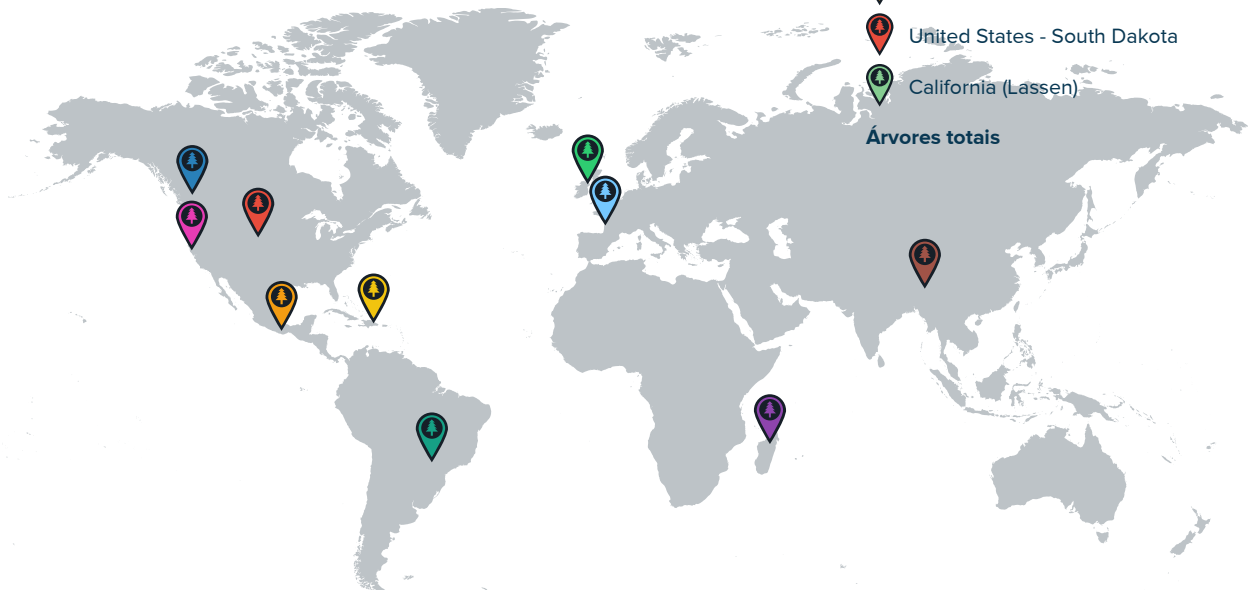 United States - South Dakota
California (Lassen)
Árvores totais